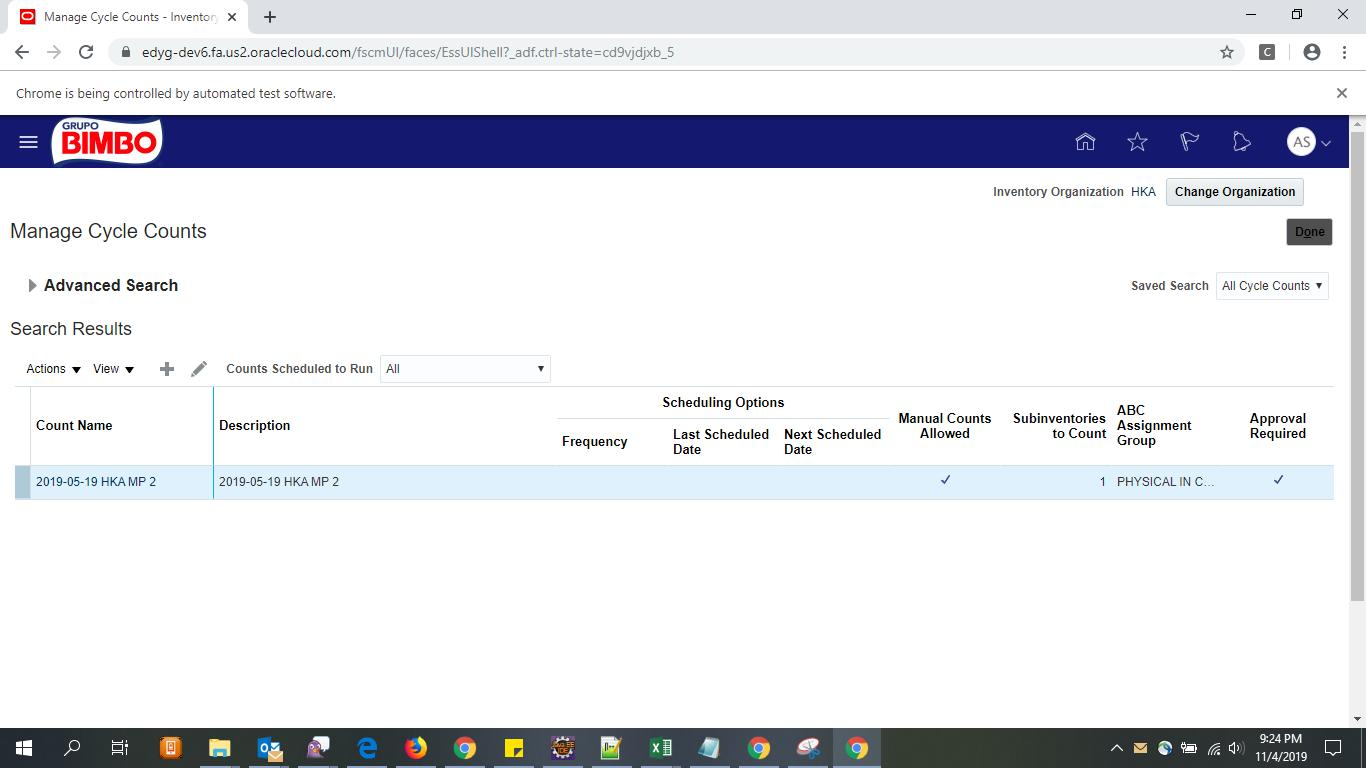 Manage Cycle Counts - Inventory
edyg-dev6.fa.us2.oraclecloud.com/fscmUI/faces/EssUIShell?_adf.ctrl-state=cd9vjdjxb_5
C
Chrome is being controlled by automated test software.
GRUPO
BIMBO
AS
Inventory Organization HKA Change Organization
Manage Cycle Counts
Done
Advanced Search
Saved Search All Cycle Counts
Search Results
Actions View Counts Scheduled to Run All
Count Name
Description
Scheduling Options
Frequency
Last Scheduled
Date
Next Scheduled
Date
Manual Counts
Allowed
Subinventories
to Count
ABC
Assignment
Group
Approval
Required
2019-05-19 HKA MP 2 2019-05-19 HKA MP 2 1 PHYSICAL IN C...
9:24 PM
11/4/2019